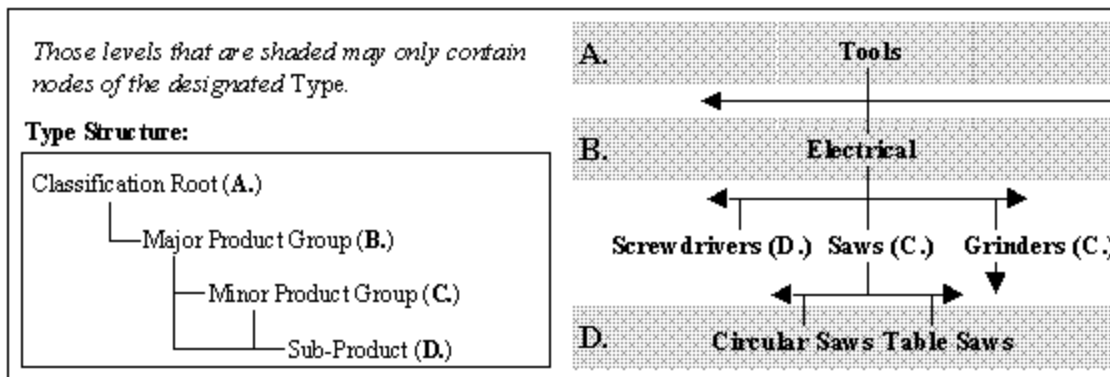 Those levels that are shaded may only contain
nodes of the designated Type.
Type Structure:
Classification Root (A.)
Major Product Group (B.)
Minor Product Group (C.)
Sub-Product (D.)
A. Tools
B. Electrical
Screwdrivers (D.) Saws (C.) Grinders (C.)
D. Circular Saws Table Saws